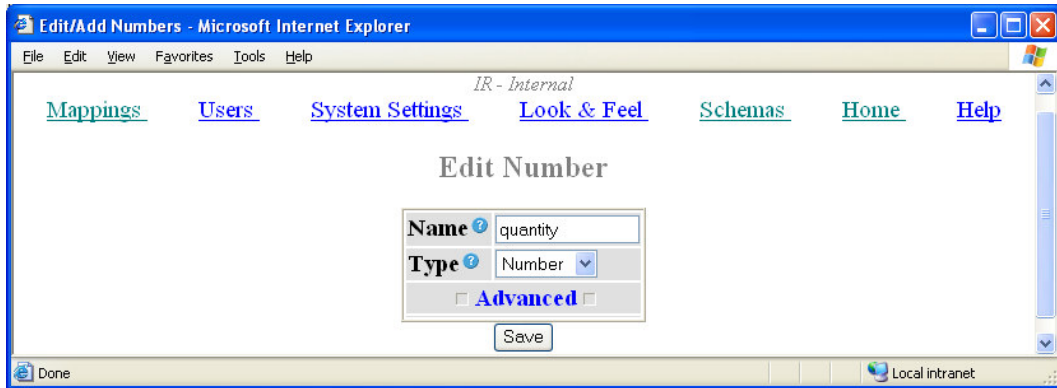 Edit/Add Numbers - Microsoft Internet Explorer
File Edit View Favorites Tools Help
IR - Internal
Mappings Users System Settings Look & Feel Schemas Home Help
Edit Number
Name ? quantity
Type ? Number
Advanced
Save
Done Local intranet